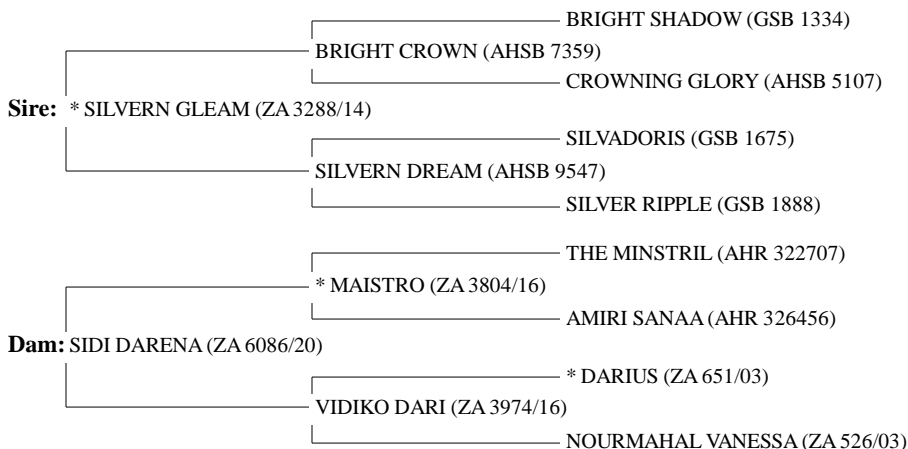 BRIGHT SHADOW (GSB 1334)
BRIGHT CROWN (AHSB 7359)
CROWNING GLORY (AHSB 5107)
Sire: * SILVERN GLEAM (ZA 3288/14)
SILVADORIS (GSB 1675)
SILVERN DREAM (AHSB 9547)
SILVER RIPPLE (GSB 1888)
THE MINSTRIL (AHR 322707)
* MAISTRO (ZA 3804/16)
AMIRI SANAA (AHR 326456)
Dam: SIDI DARENA (ZA 6086/20)
* DARIUS (ZA 651/03)
VIDIKO DARI (ZA 3974/16)
NOURMAHAL VANESSA (ZA 526/03)